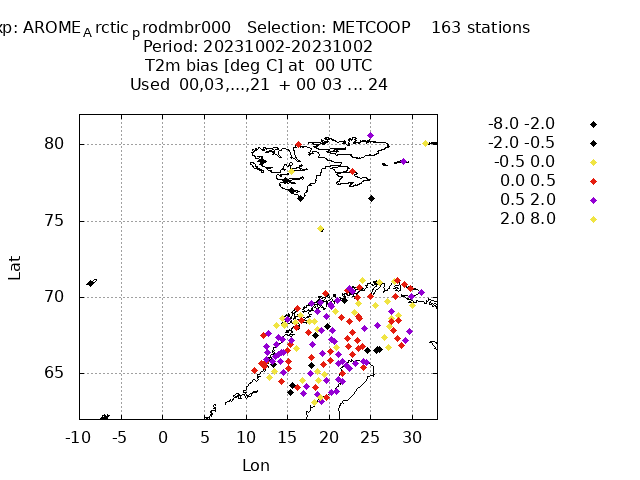 xp: AROME_A rctic_p rodmbr000 Selection: METCOOP 163 stations
Period: 20231002-20231002
T2m bias [deg C] at 00 UTC
Used 00,03,...,21 + 00 03 ... 24
-8.0 -2.0
-2.0 -0.5
-0.5 0.0
0.0 0.5
0.5 2.0
2.0 8.0
80
75
70
65
Lat
-10 -5 0 5 10 15 20 25 30
Lon